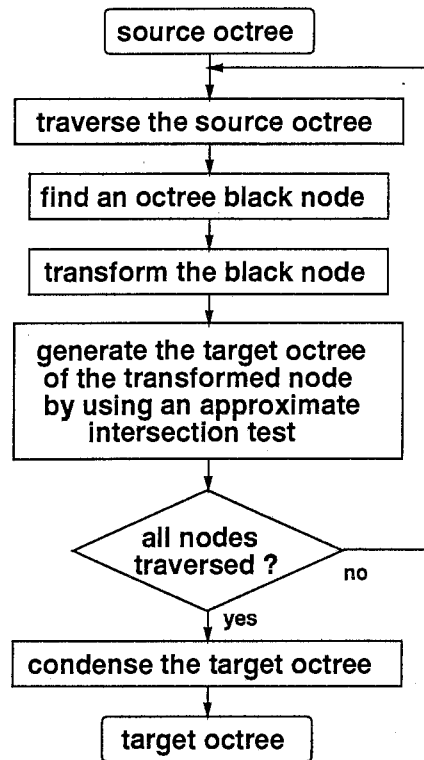 source octree
traverse the source octree
find an octree black node
transform the black node
generate the target octree
of the transformed node
by using an approximate
intersection test
all nodes
traversed ?
no
yes
condense the target octree
target octree